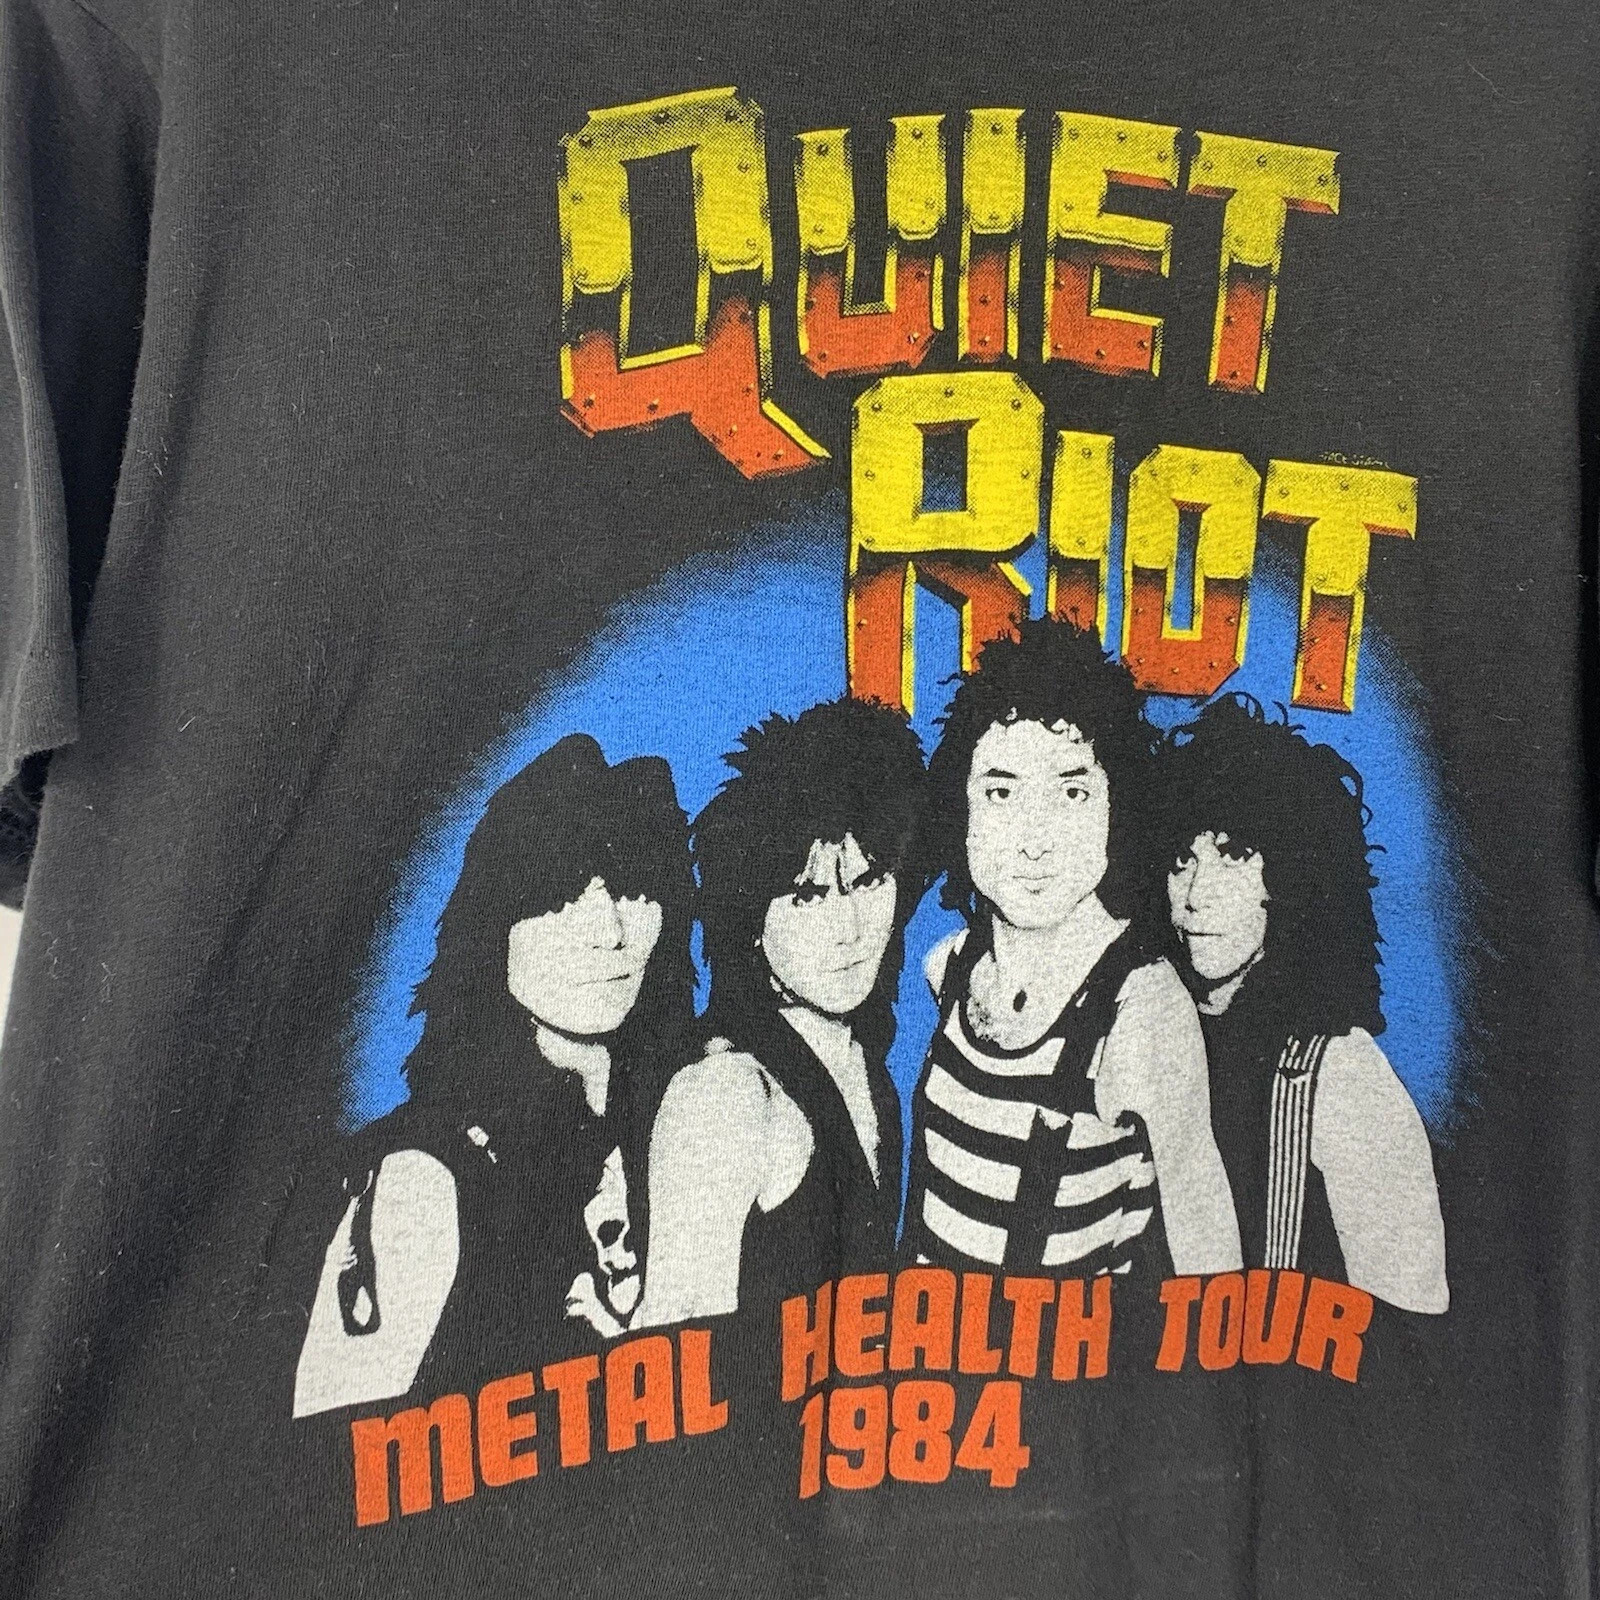 QUIET
RIOT
METAL HEALTH TOUR
1984